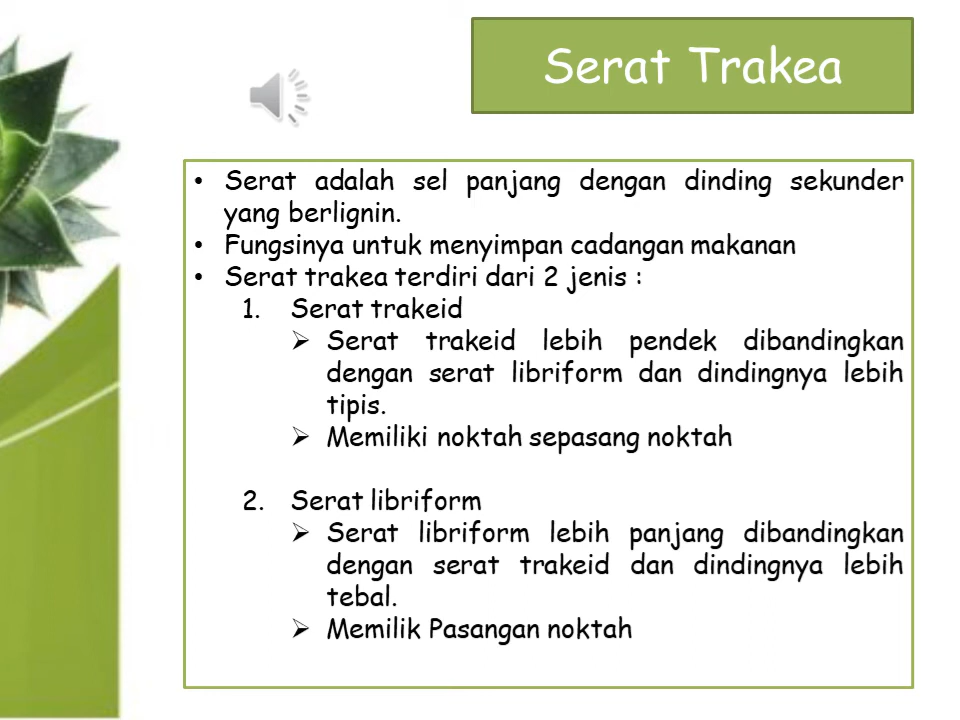 Serat Trakea
• Serat adalah sel panjang dengan dinding sekunder
yang berlignin.
• Fungsinya untuk menyimpan cadangan makanan
• Serat trakea terdiri dari 2 jenis :
1. Serat trakeid
➢ Serat trakeid lebih pendek dibandingkan
dengan serat libriform dan dindingnya lebih
tipis.
➢ Memiliki noktah sepasang noktah
2. Serat libriform
➢ Serat libriform lebih panjang dibandingkan
dengan serat trakeid dan dindingnya lebih
tebal.
➢ Memilik Pasangan noktah